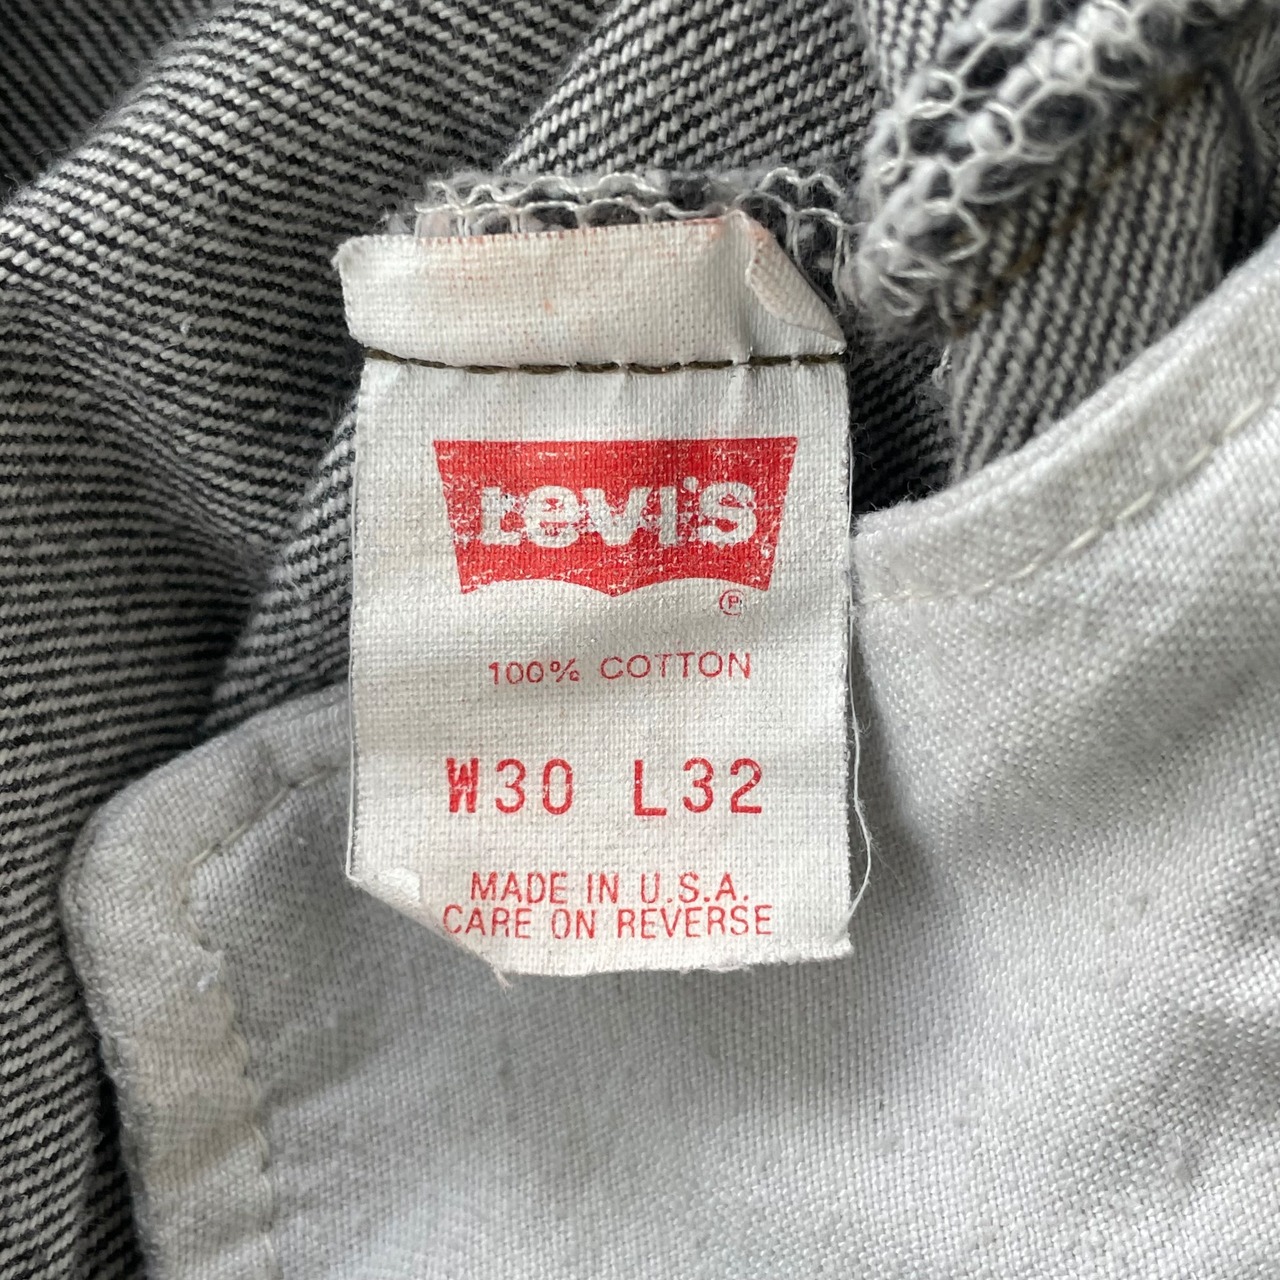 Levi's
Ⓟ
100% COTTON
W30 L32
MADE IN U.S.A.
CARE ON REVERSE